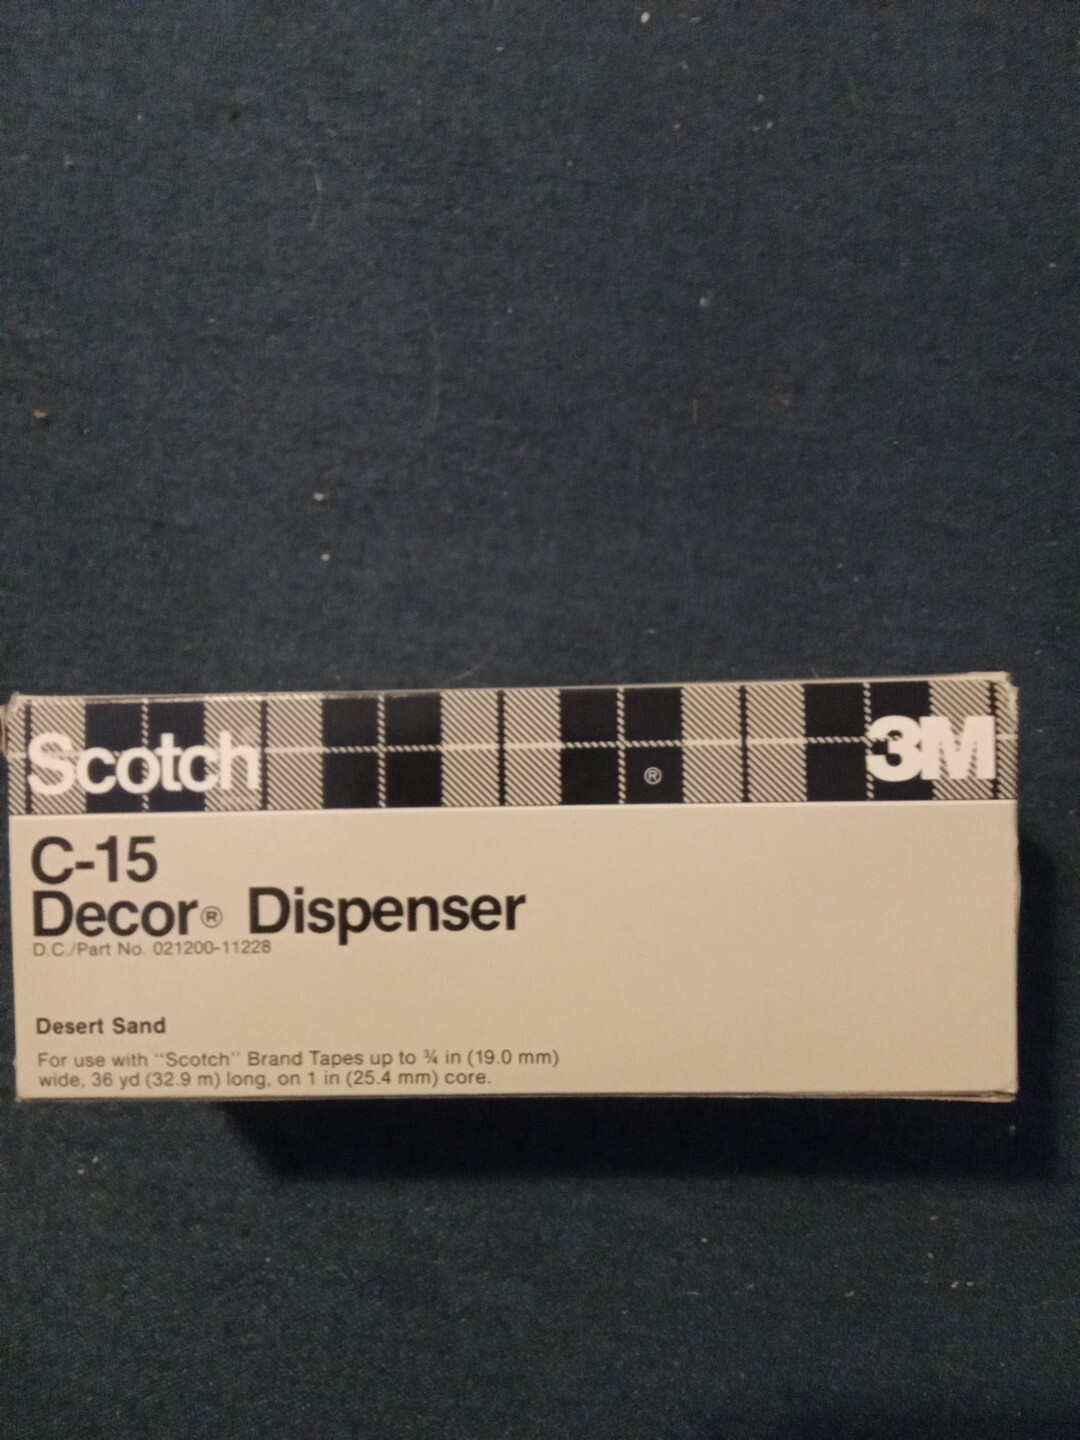 Scotch ® 3M
C-15
Decor® Dispenser
D.C./Part No. 021200-11228
Desert Sand
For use with "Scotch" Brand Tapes up to ¾ in (19.0 mm)
wide, 36 yd (32.9 m) long, on 1 in (25.4 mm) core.